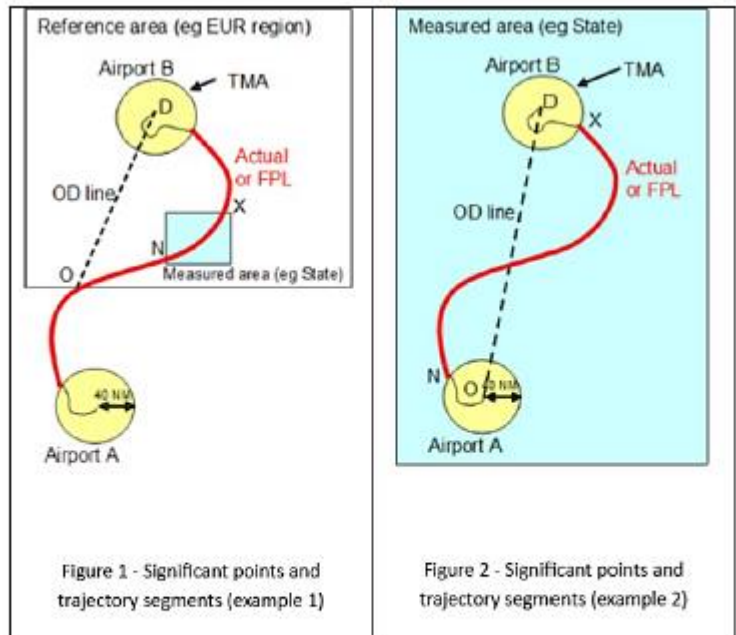 Reference area (eg EUR region)
Airport B
TMA
D
Actual
or FPL
OD line
X
N
O
Measured area (eg State)
40 NM
Airport A
Figure 1 - Significant points and
trajectory segments (example 1)
Measured area (eg State)
Airport B
TMA
D
X
Actual
or FPL
OD line
N
O
40 NM
Airport A
Figure 2 - Significant points and
trajectory segments (example 2)